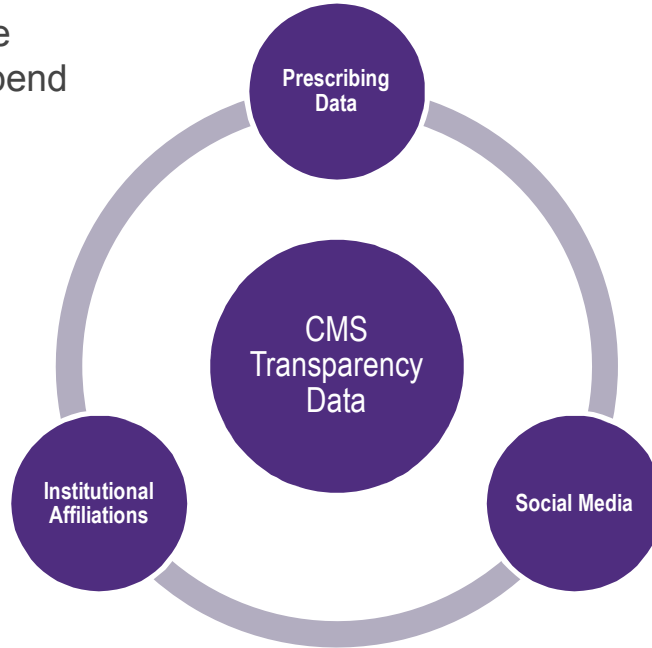 Prescribing
Data
CMS
Transparency
Data
Institutional
Affiliations
Social Media